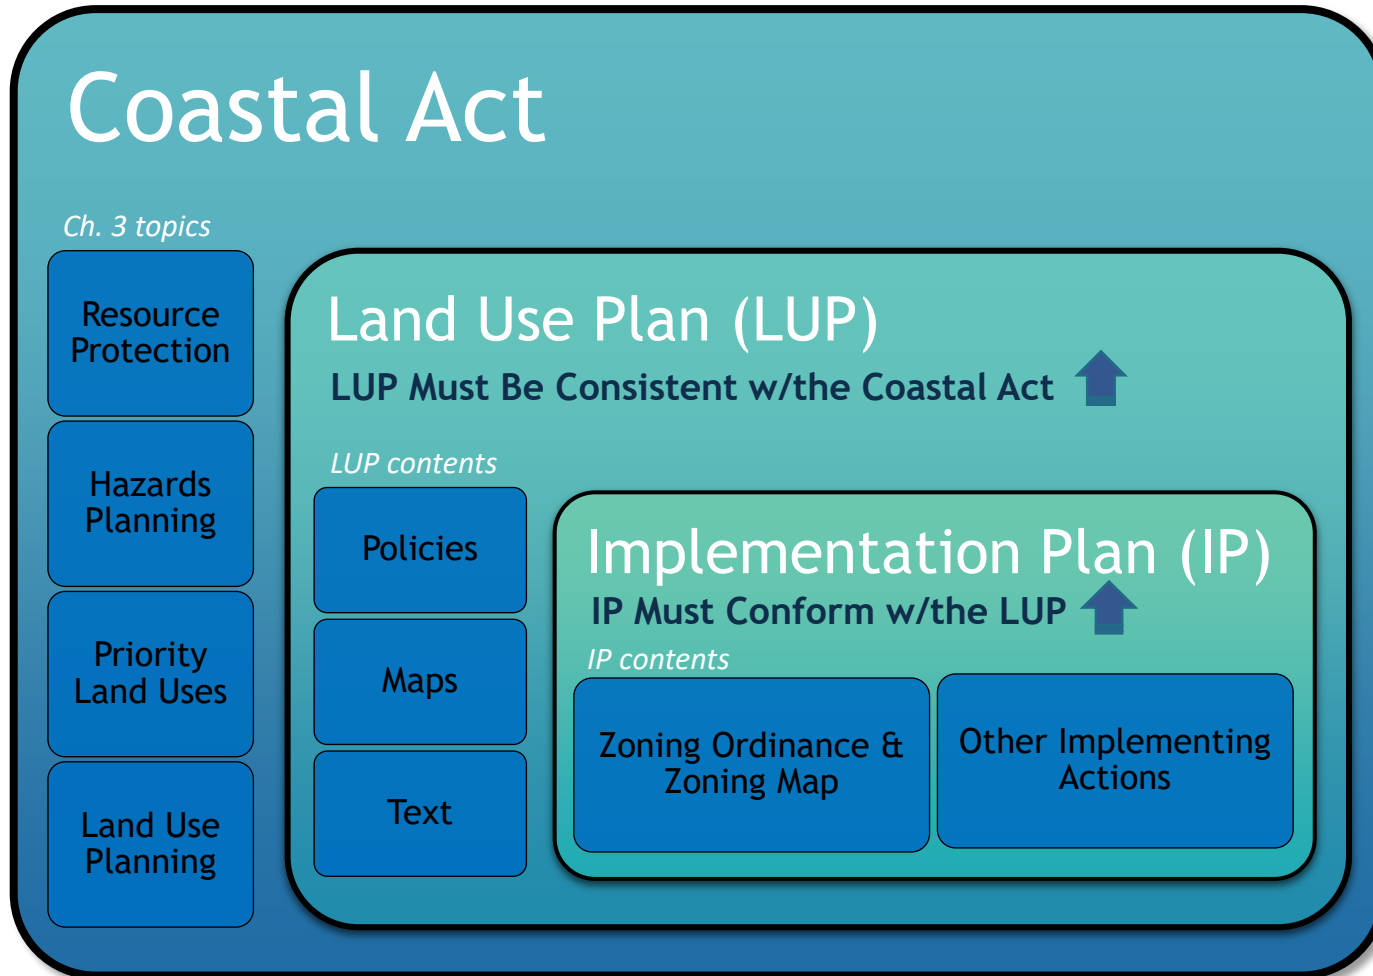 Coastal Act
Ch. 3 topics
Resource
Protection
Hazards
Planning
Priority
Land Uses
Land Use
Planning
Land Use Plan (LUP)
LUP Must Be Consistent w/the Coastal Act
LUP contents
Policies
Maps
Text
Implementation Plan (IP)
IP Must Conform w/the LUP
IP contents
Zoning Ordinance &
Zoning Map
Other Implementing
Actions